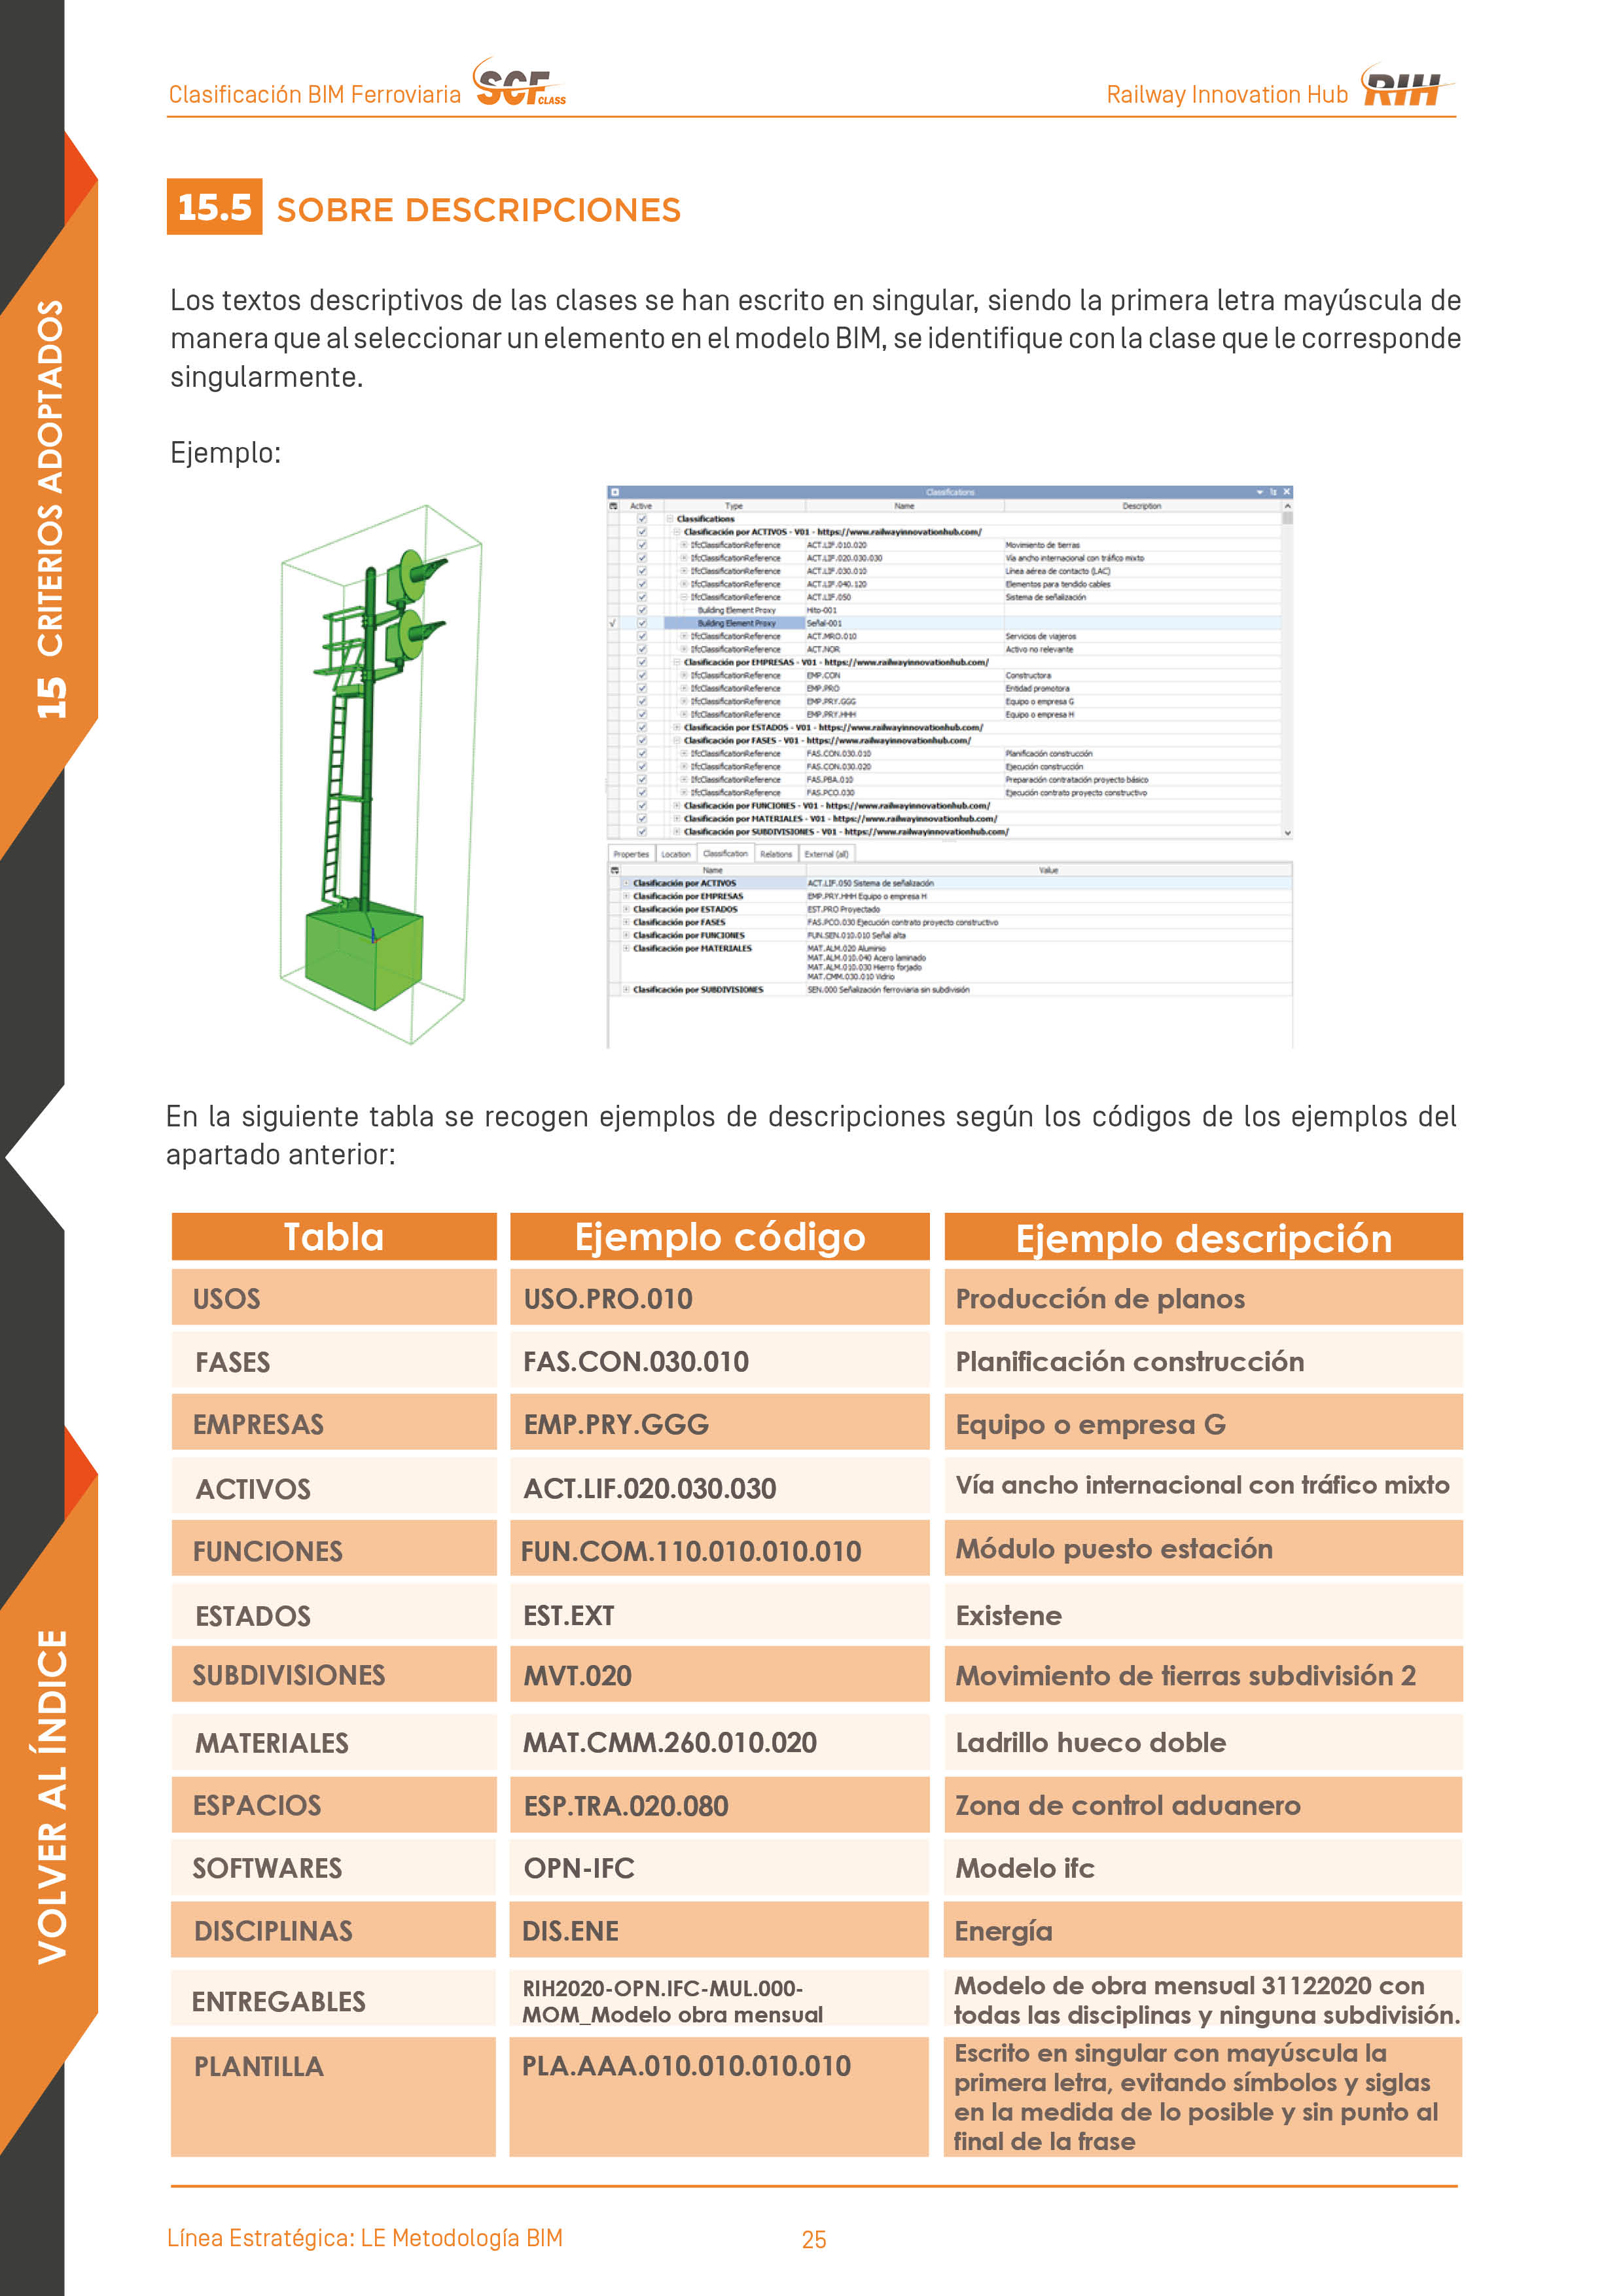 Clasificación BIM Ferroviaria SCF CLASS
Railway Innovation Hub RIH
15.5 SOBRE DESCRIPCIONES
Los textos descriptivos de las clases se han escrito en singular, siendo la primera letra mayúscula de
manera que al seleccionar un elemento en el modelo BIM, se identifique con la clase que le corresponde
singularmente.
Ejemplo:
Classifications
Active Type Name Description
Classifications
Clasificación por ACTIVOS - V01 - https://www.railwayinnovationhub.com/
IfcClassificationReference ACT.LIF.010.020 Movimiento de tierras
IfcClassificationReference ACT.LIF.020.030.030 Vía ancho internacional con tráfico mixto
IfcClassificationReference ACT.LIF.030.010 Línea aérea de contacto (LAC)
IfcClassificationReference ACT.LIF.040.120 Elementos para tendido cables
IfcClassificationReference ACT.LIF.050 Sistema de señalización
Building Element Proxy Hito-001
Building Element Proxy Señal-001
IfcClassificationReference ACT.MRO.010 Servicios de viajeros
IfcClassificationReference ACT.NOR Activo no relevante
Clasificación por EMPRESAS - V01 - https://www.railwayinnovationhub.com/
IfcClassificationReference EMP.CON Constructora
IfcClassificationReference EMP.PRO Entidad promotora
IfcClassificationReference EMP.PRY.GGG Equipo o empresa G
IfcClassificationReference EMP.PRY.HHH Equipo o empresa H
Clasificación por ESTADOS - V01 - https://www.railwayinnovationhub.com/
Clasificación por FASES - V01 - https://www.railwayinnovationhub.com/
IfcClassificationReference FAS.CON.030.010 Planificación construcción
IfcClassificationReference FAS.CON.030.020 Ejecución construcción
IfcClassificationReference FAS.PBA.010 Preparación contratación proyecto básico
IfcClassificationReference FAS.PCO.030 Ejecución contrato proyecto constructivo
Clasificación por FUNCIONES - V01 - https://www.railwayinnovationhub.com/
Clasificación por MATERIALES - V01 - https://www.railwayinnovationhub.com/
Clasificación por SUBDIVISIONES - V01 - https://www.railwayinnovationhub.com/
Properties Location Classification Relations External (all)
Name Value
Clasificación por ACTIVOS ACT.LIF.050 Sistema de señalización
Clasificación por EMPRESAS EMP.PRY.HHH Equipo o empresa H
Clasificación por ESTADOS EST.PRO Proyectado
Clasificación por FASES FAS.PCO.030 Ejecución contrato proyecto constructivo
Clasificación por FUNCIONES FUN.SEN.010.010 Señal alta
Clasificación por MATERIALES MAT.ALM.020 Aluminio
MAT.ALM.010.040 Acero laminado
MAT.ALM.010.030 Hierro forjado
MAT.CMM.030.010 Vidrio
Clasificación por SUBDIVISIONES SEN.000 Señalización ferroviaria sin subdivisión
En la siguiente tabla se recogen ejemplos de descripciones según los códigos de los ejemplos del
apartado anterior:
Tabla Ejemplo código Ejemplo descripción
USOS USO.PRO.010 Producción de planos
FASES FAS.CON.030.010 Planificación construcción
EMPRESAS EMP.PRY.GGG Equipo o empresa G
ACTIVOS ACT.LIF.020.030.030 Vía ancho internacional con tráfico mixto
FUNCIONES FUN.COM.110.010.010.010 Módulo puesto estación
ESTADOS EST.EXT Existene
SUBDIVISIONES MVT.020 Movimiento de tierras subdivisión 2
MATERIALES MAT.CMM.260.010.020 Ladrillo hueco doble
ESPACIOS ESP.TRA.020.080 Zona de control aduanero
SOFTWARES OPN-IFC Modelo ifc
DISCIPLINAS DIS.ENE Energía
ENTREGABLES
RIH2020-OPN.IFC-MUL.000-
MOM_Modelo obra mensual
Modelo de obra mensual 31122020 con
todas las disciplinas y ninguna subdivisión.
PLANTILLA PLA.AAA.010.010.010.010
Escrito en singular con mayúscula la
primera letra, evitando símbolos y siglas
en la medida de lo posible y sin punto al
final de la frase
Línea Estratégica: LE Metodología BIM
25
15 CRITERIOS ADOPTADOS
VOLVER AL ÍNDICE